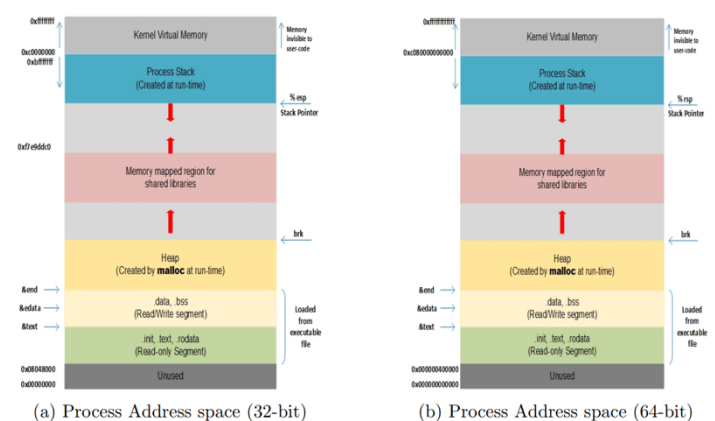 0xffffffff
Kernel Virtual Memory
Memory
invisible to
user-code
0xc0000000
0xbfffffff
Process Stack
(Created at run-time)
% esp
Stack Pointer
0xf7e9ddc0
Memory mapped region for
shared libraries
brk
Heap
(Created by malloc at run-time)
&end
.data, .bss
(Read/Write segment)
&edata
Loaded
from
executable
file
&text
.init, .text, .rodata
(Read-only Segment)
0x08048000
Unused
0x00000000
(a) Process Address space (32-bit)
Kernel Virtual Memory
Memory
invisible to
user-code
0xc08000000000
Process Stack
(Created at run-time)
% rsp
Stack Pointer
Memory mapped region for
shared libraries
brk
Heap
(Created by malloc at run-time)
&end
.data, .bss
(Read/Write segment)
&edata
Loaded
from
executable
file
&text
.init, .text, .rodata
(Read-only Segment)
0x000000400000
Unused
0x000000000000
(b) Process Address space (64-bit)